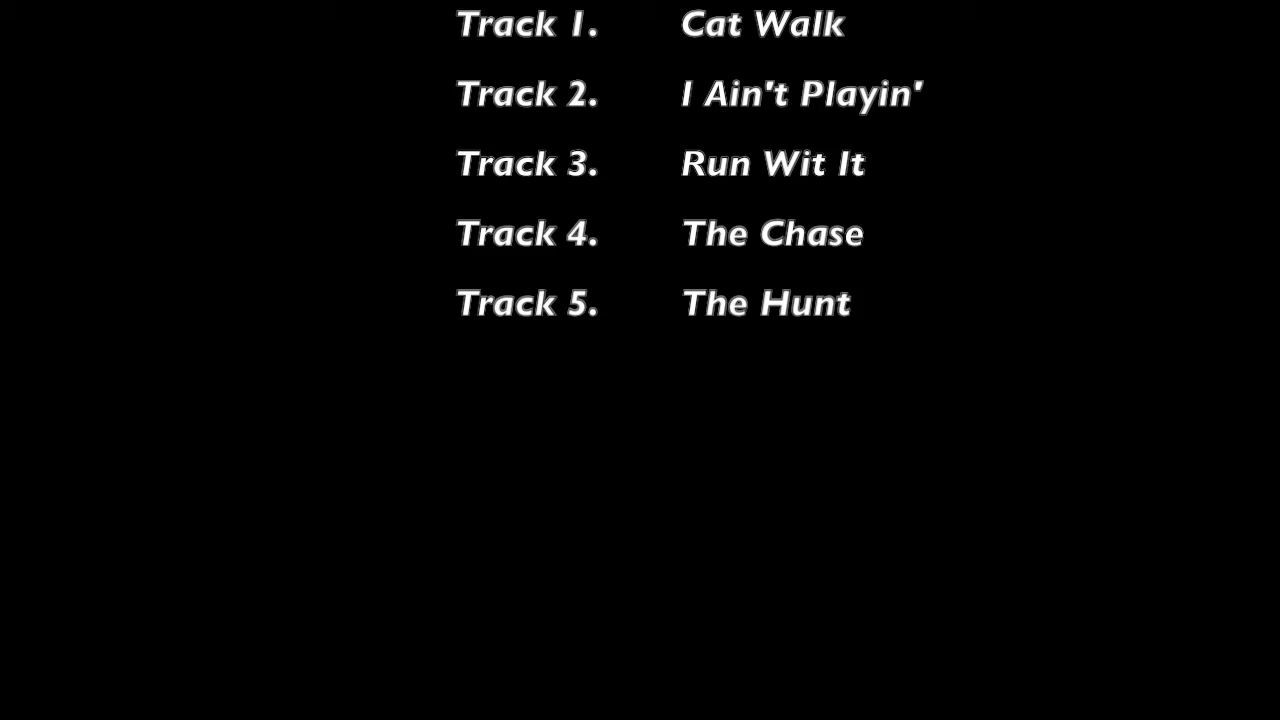 Track 1. Cat Walk
Track 2. I Ain't Playin'
Track 3. Run Wit It
Track 4. The Chase
Track 5. The Hunt